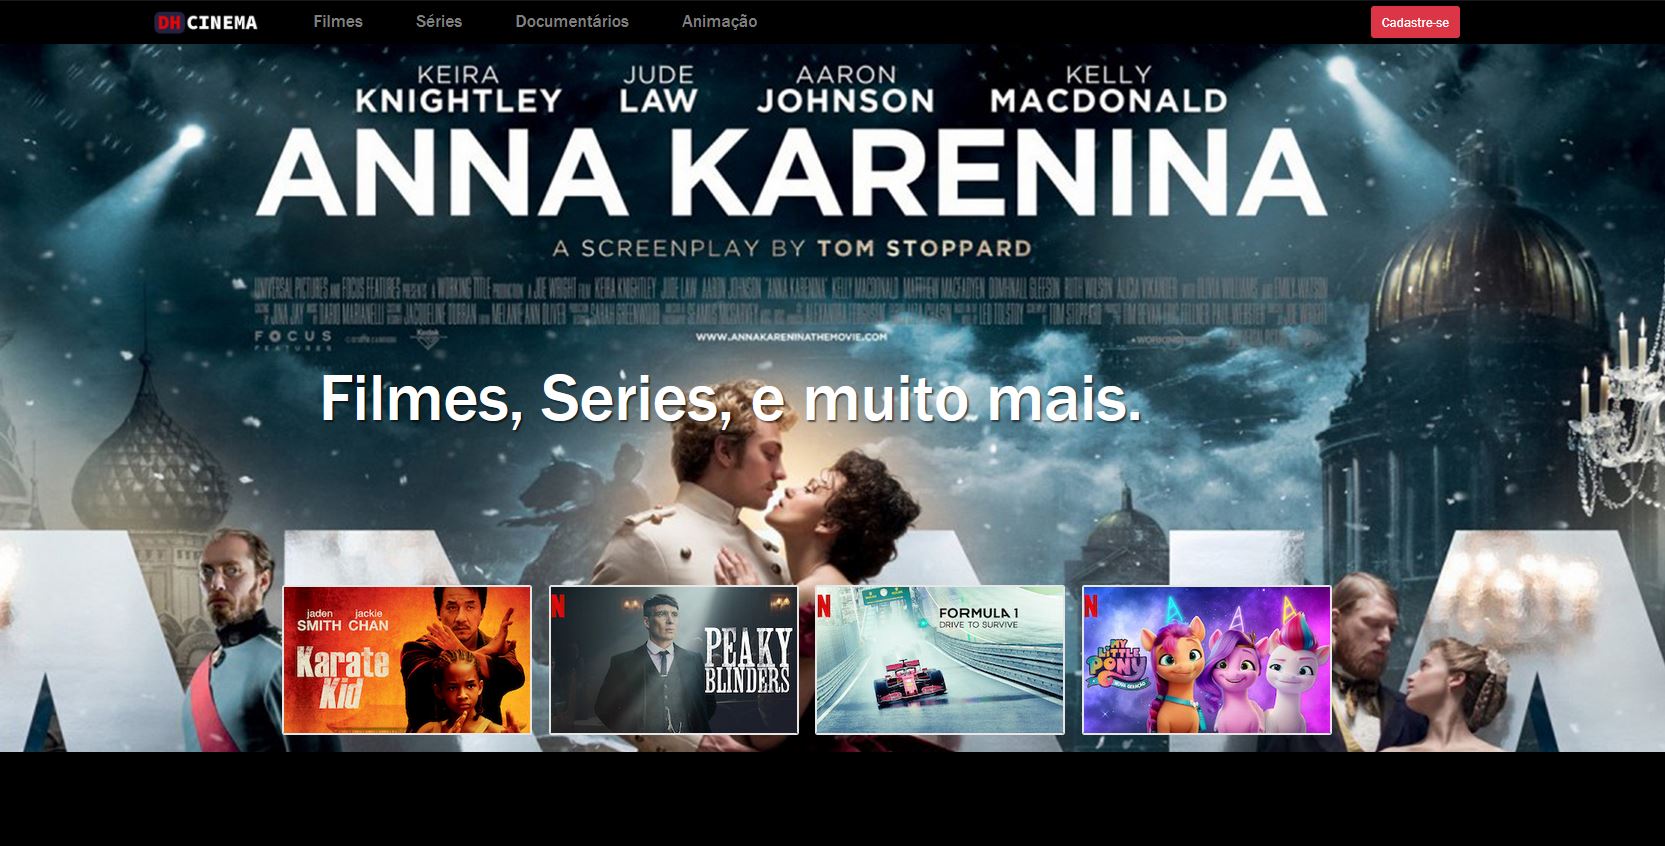 DH CINEMA
Filmes Séries Documentários Animação Cadastre-se
KEIRA KNIGHTLEY
JUDE LAW
AARON JOHNSON
KELLY MACDONALD
ANNA KARENINA
A SCREENPLAY BY TOM STOPPARD
FOCUS
FEATURES
Kodak
WWW.ANNAKARENINATHEMOVIE.COM
Filmes, Series, e muito mais.
jaden SMITH
jackie CHAN
Karate
Kid
N
PEAKY
BLINDERS
N
FORMULA 1
DRIVE TO SURVIVE
N
MY
LITTLE
PONY
NOVA GERAÇÃO